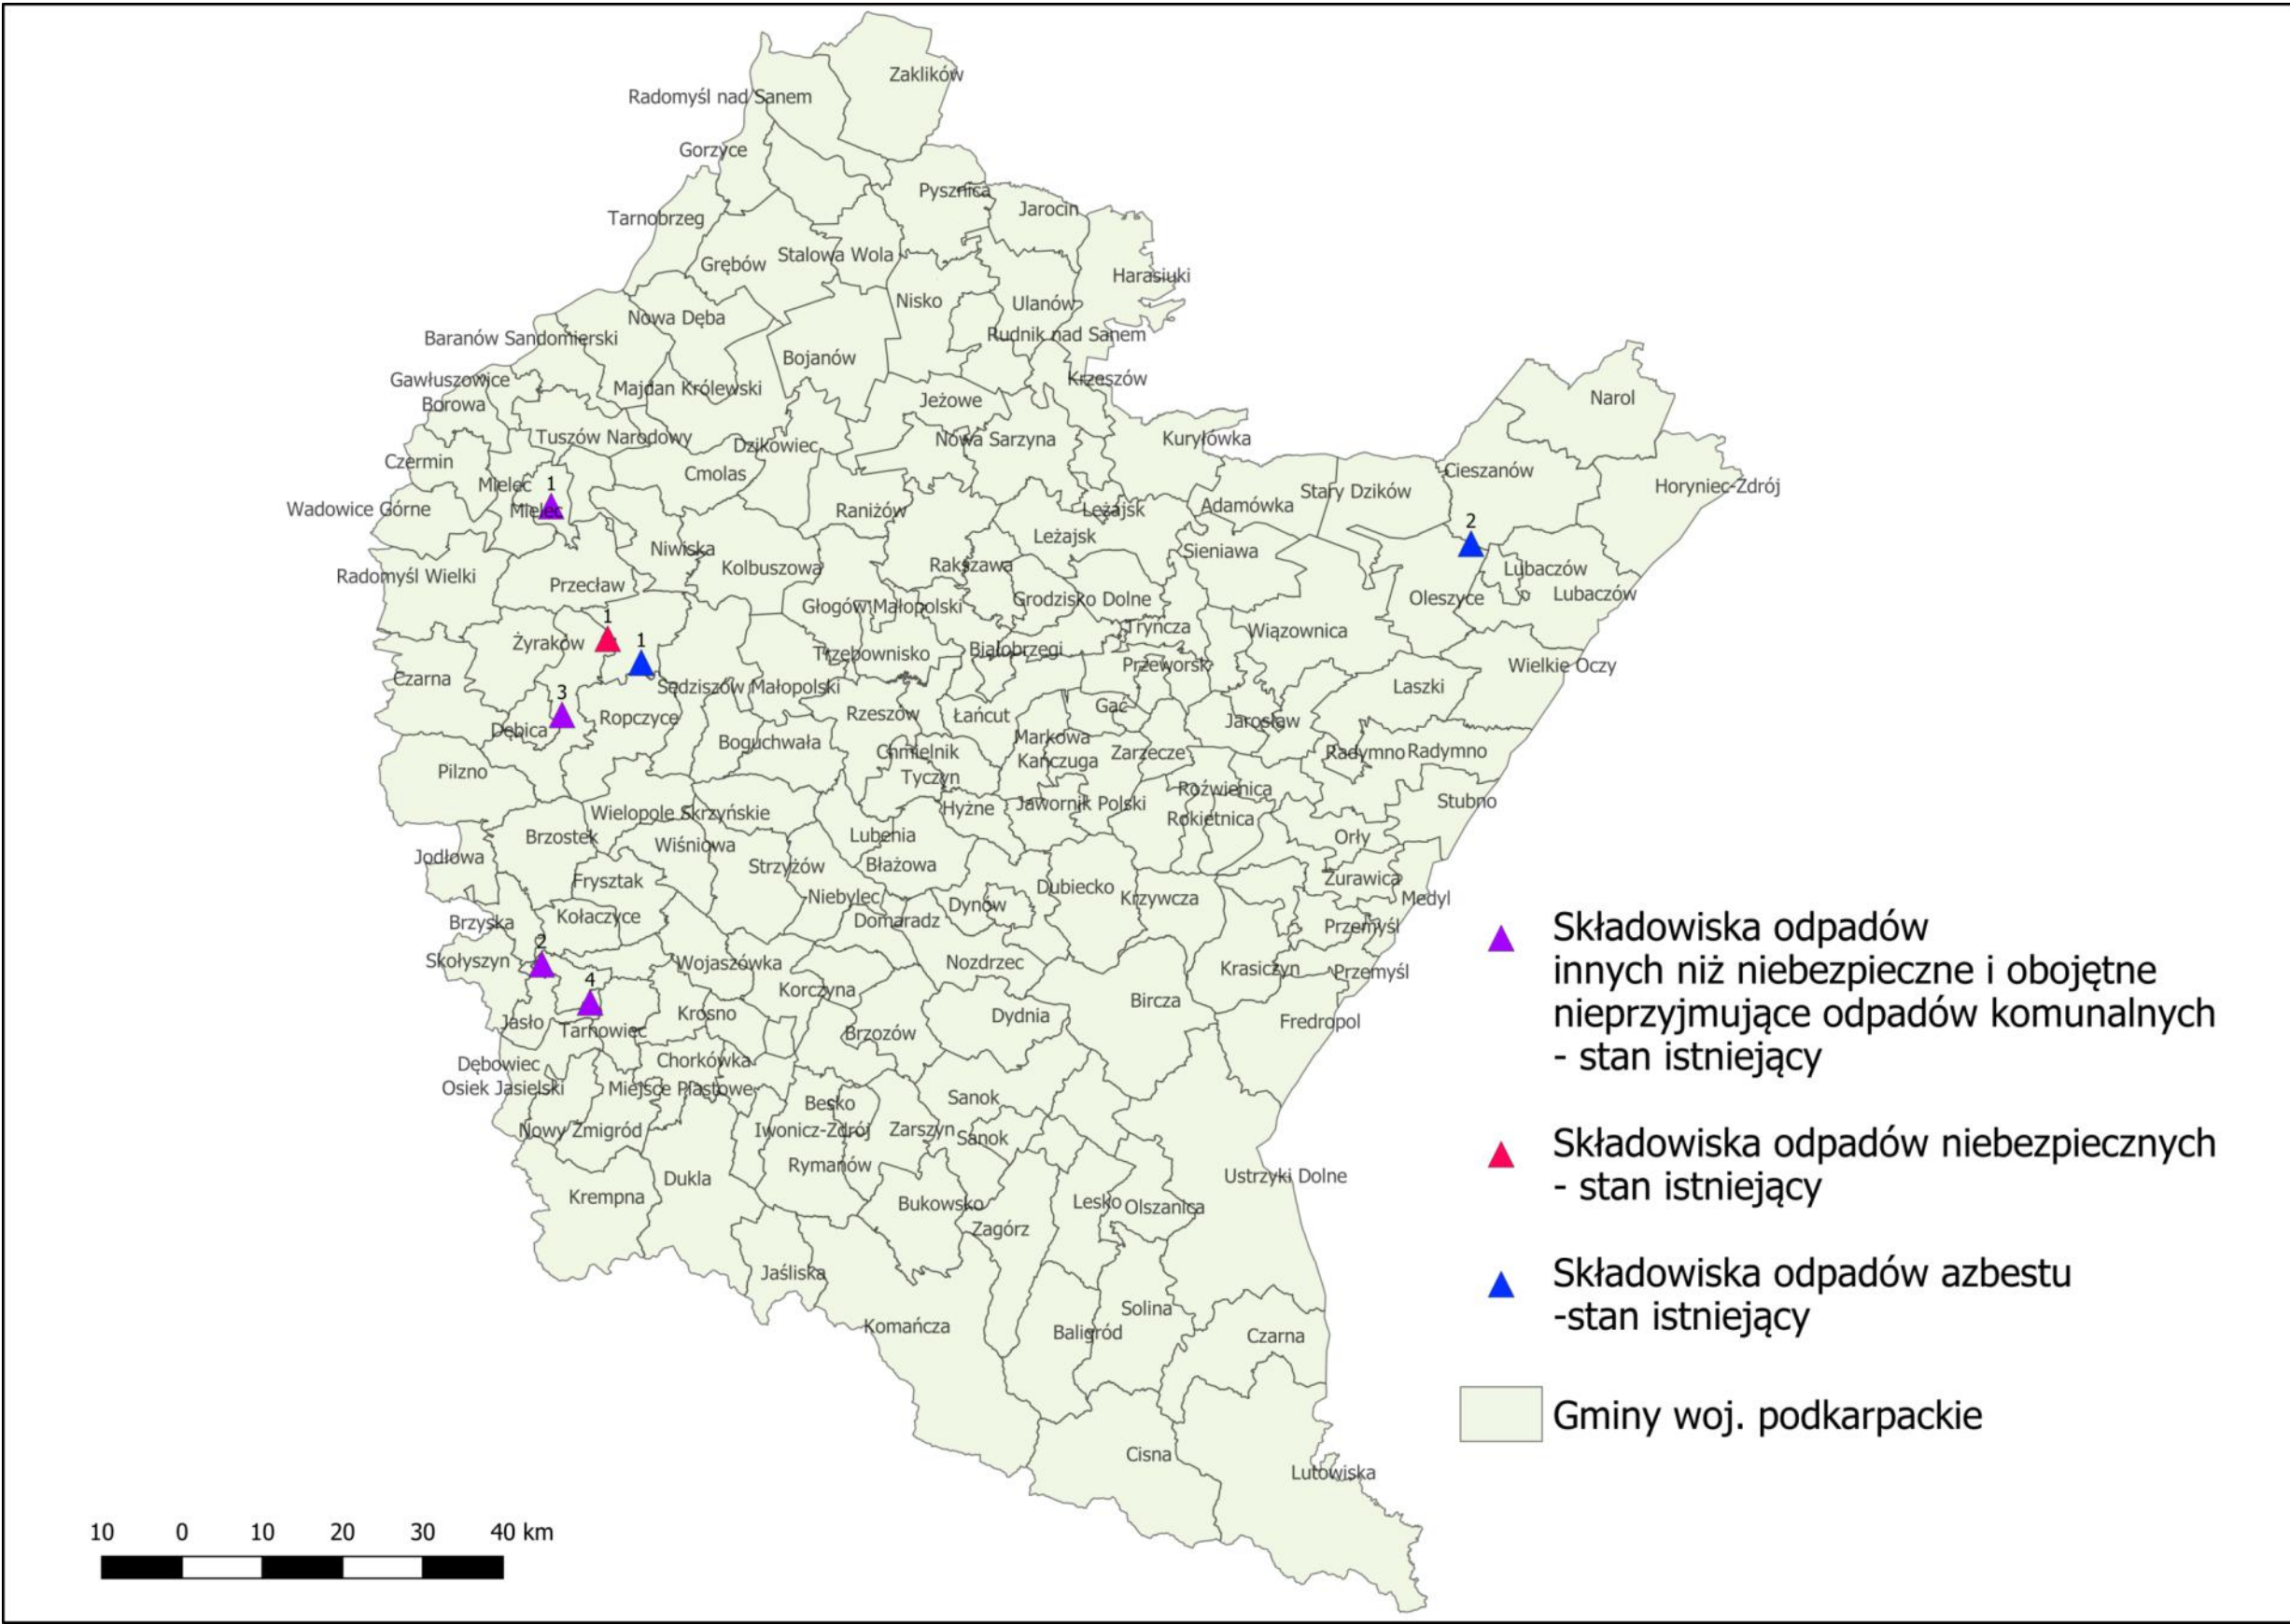 Zaklików
Radomyśl nad Sanem
Gorzyce
Pysznica
Jarocin
Tarnobrzeg
Grębów
Stalowa Wola
Harasiuki
Nisko
Ulanów
Nowa Dęba
Baranów Sandomierski
Rudnik nad Sanem
Bojanów
Gawłuszowice
Majdan Królewski
Krzeszów
Borowa
Jeżowe
Narol
Tuszów Narodowy
Dzikowiec
Nowa Sarzyna
Kuryłówka
Czermin
Cmolas
Cieszanów
Mielec
1
Stary Dzików
Horyniec-Zdrój
Wadowice Górne
Mielec
Raniżów
Leżajsk
Adamówka
2
Leżajsk
Niwiska
Sieniawa
Radomyśl Wielki
Przecław
Kolbuszowa
Rakszawa
Lubaczów
Głogów Małopolski
Grodzisko Dolne
Oleszyce
Lubaczów
1
Żyraków
1
Tryńcza
Wiązownica
Trzebownisko
Białobrzegi
Przeworsk
Wielkie Oczy
Czarna
Sędziszów Małopolski
Laszki
3
Ropczyce
Rzeszów
Łańcut
Gać
Jarosław
Dębica
Boguchwała
Chmielnik
Markowa
Kańczuga
Zarzecze
Radymno
Radymno
Pilzno
Tyczyn
Hyżne
Jawornik Polski
Roźwienica
Stubno
Wielopole Skrzyńskie
Rokietnica
Brzostek
Wiśniowa
Lubenia
Orły
Jodłowa
Strzyżów
Błażowa
Frysztak
Niebylec
Dynów
Dubiecko
Krzywcza
Żurawica
Medyl
Brzyska
Kołaczyce
Domaradz
Przemyśl
2
Skołyszyn
Wojaszówka
Nozdrzec
Krasiczyn
Przemyśl
4
Korczyna
Bircza
Jasło
Tarnowiec
Krosno
Brzozów
Dydnia
Fredropol
Dębowiec
Chorkówka
Osiek Jasielski
Miejsce Piastowe
Besko
Sanok
Nowy Żmigród
Iwonicz-Zdrój
Zarszyn
Sanok
Rymanów
Dukla
Krempna
Bukowsko
Lesko
Olszanica
Ustrzyki Dolne
Zagórz
Jaśliska
Solina
Komańcza
Baligród
Czarna
Cisna
Lutowiska
Składowiska odpadów
innych niż niebezpieczne i obojętne
nieprzyjmujące odpadów komunalnych
- stan istniejący
Składowiska odpadów niebezpiecznych
- stan istniejący
Składowiska odpadów azbestu
-stan istniejący
Gminy woj. podkarpackie
10 0 10 20 30 40 km